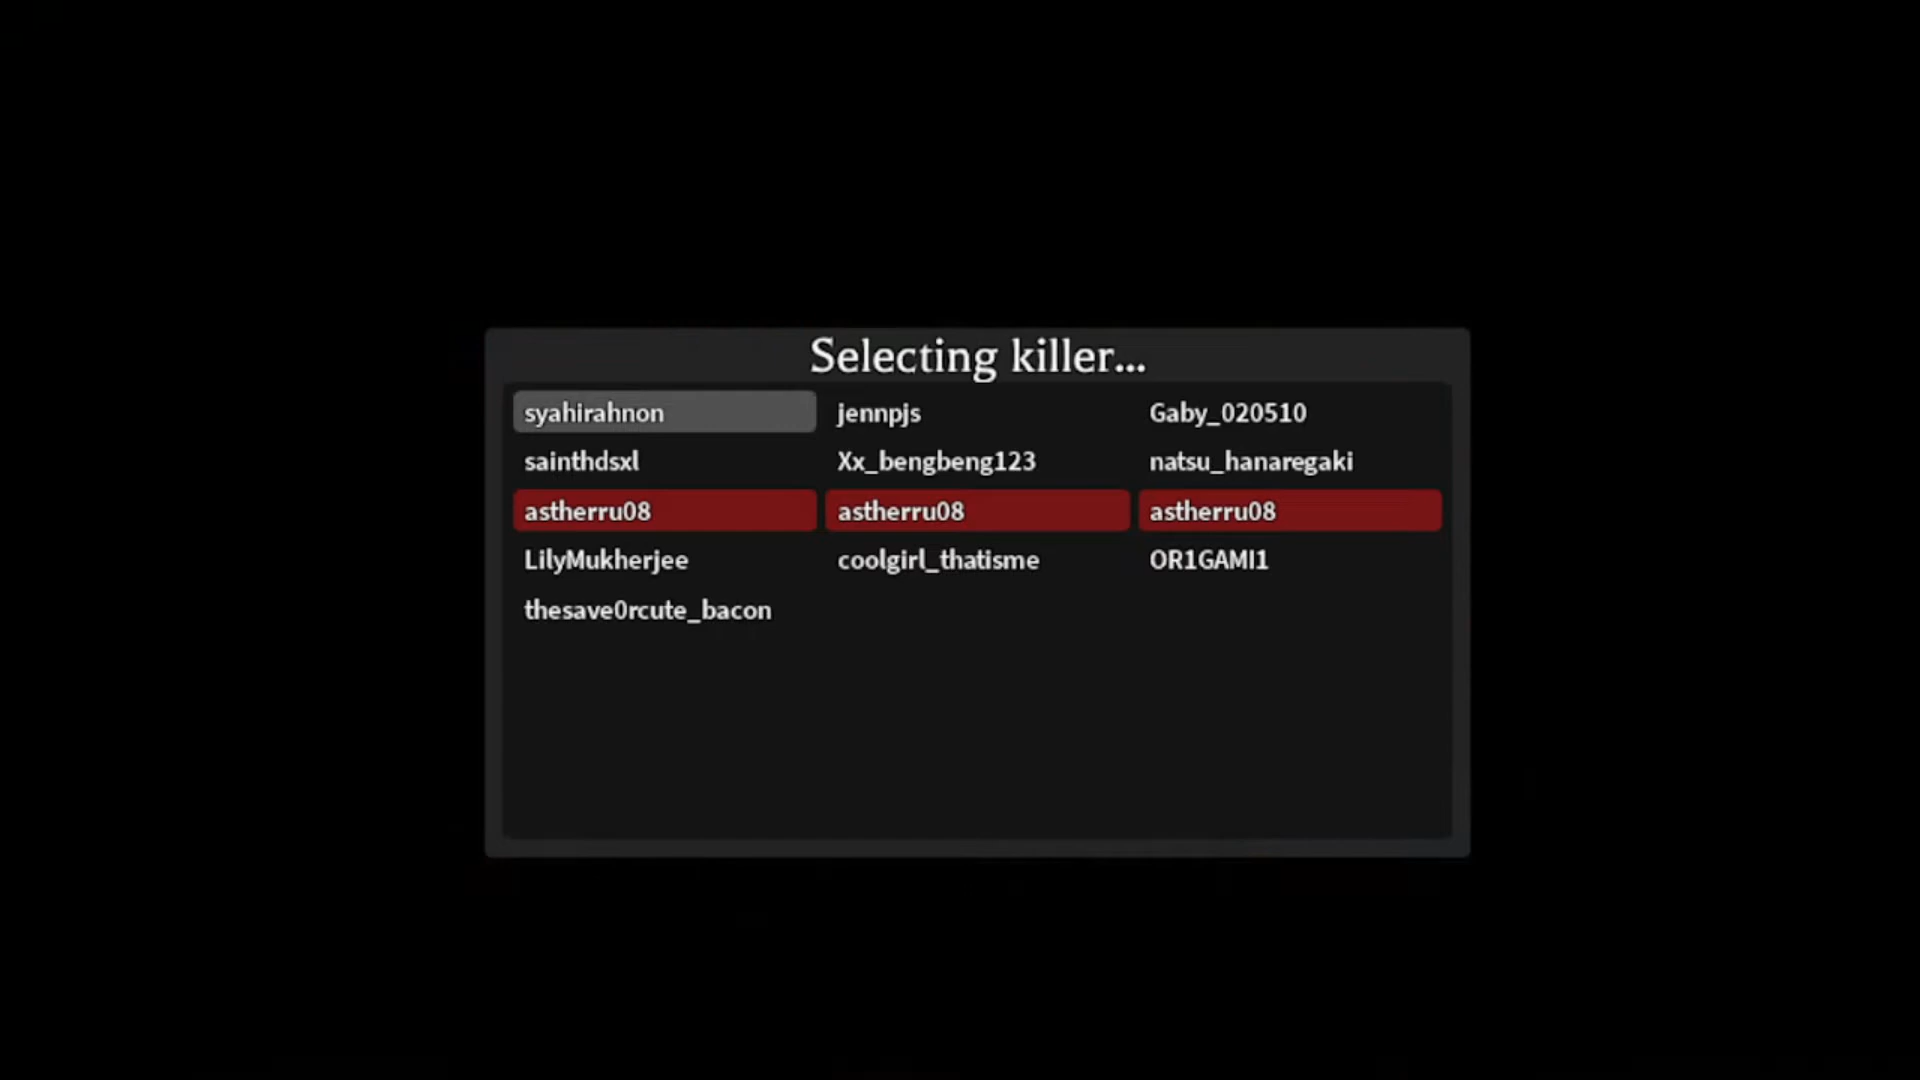 Selecting killer...
syahirahnon jennpjs Gaby_020510
sainthdsxl Xx_bengbeng123 natsu_hanaregaki
astherru08 astherru08 astherru08
LilyMukherjee coolgirl_thatisme OR1GAMI1
thesave0rcute_bacon